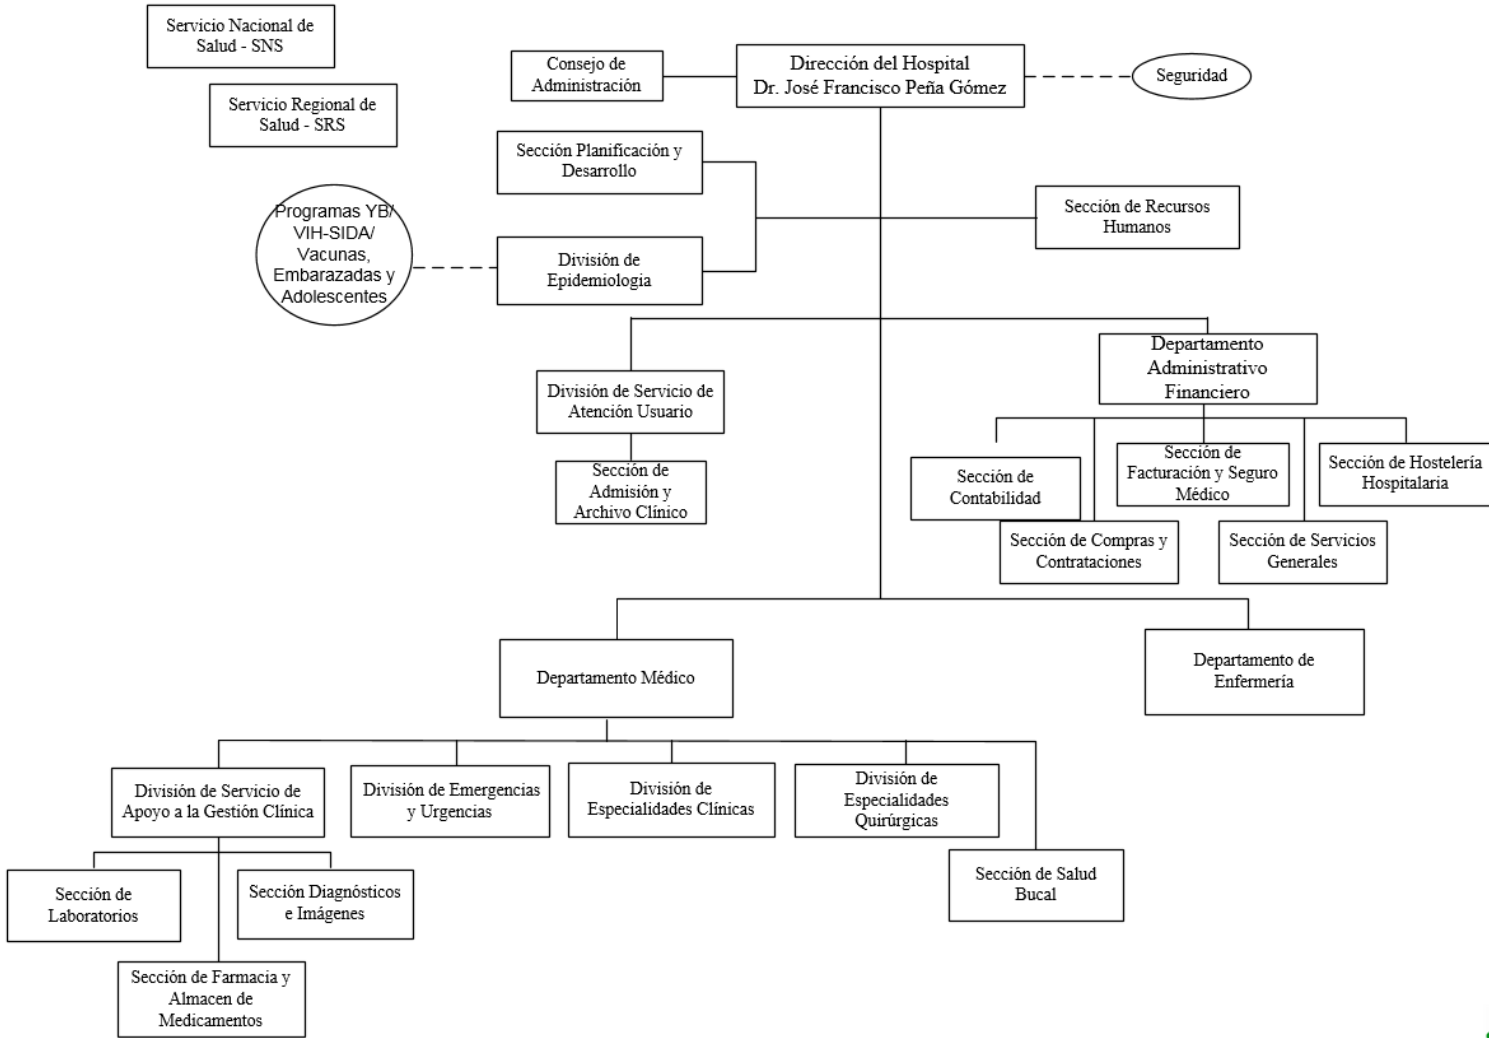 Servicio Nacional de
Salud - SNS
Servicio Regional de
Salud - SRS
Consejo de
Administración
Dirección del Hospital
Dr. José Francisco Peña Gómez
Seguridad
Sección Planificación y
Desarrollo
Sección de Recursos
Humanos
Programas YB/
VIH-SIDA/
Vacunas,
Embarazadas y
Adolescentes
División de
Epidemiologia
División de Servicio de
Atención Usuario
Sección de
Admisión y
Archivo Clínico
Departamento
Administrativo
Financiero
Sección de
Contabilidad
Sección de
Facturación y Seguro
Médico
Sección de Hostelería
Hospitalaria
Sección de Compras y
Contrataciones
Sección de Servicios
Generales
Departamento Médico
Departamento de
Enfermería
División de Servicio de
Apoyo a la Gestión Clínica
División de Emergencias
y Urgencias
División de
Especialidades Clínicas
División de
Especialidades
Quirúrgicas
Sección de Salud
Bucal
Sección de
Laboratorios
Sección Diagnósticos
e Imágenes
Sección de Farmacia y
Almacen de
Medicamentos